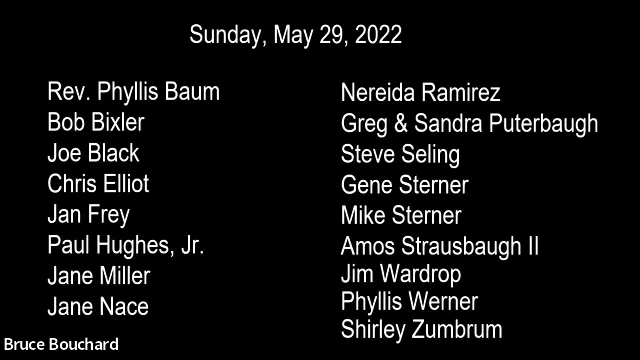 Sunday, May 29, 2022
Rev. Phyllis Baum
Bob Bixler
Joe Black
Chris Elliot
Jan Frey
Paul Hughes, Jr.
Jane Miller
Jane Nace
Nereida Ramirez
Greg & Sandra Puterbaugh
Steve Seling
Gene Sterner
Mike Sterner
Amos Strausbaugh II
Jim Wardrop
Phyllis Werner
Shirley Zumbrum
Bruce Bouchard